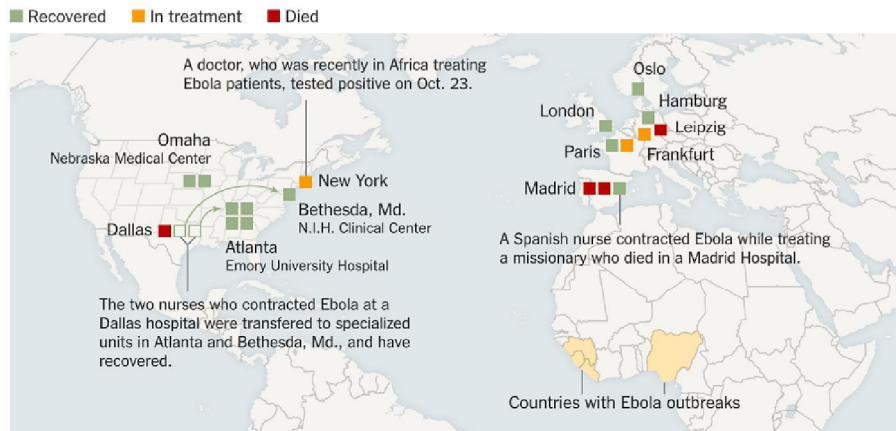 Recovered
In treatment
Died
A doctor, who was recently in Africa treating
Ebola patients, tested positive on Oct. 23.
Omaha
Nebraska Medical Center
New York
Bethesda, Md.
N.I.H. Clinical Center
Dallas
Atlanta
Emory University Hospital
The two nurses who contracted Ebola at a
Dallas hospital were transfered to specialized
units in Atlanta and Bethesda, Md., and have
recovered.
Oslo
Hamburg
London
Leipzig
Paris
Frankfurt
Madrid
A Spanish nurse contracted Ebola while treating
a missionary who died in a Madrid Hospital.
Countries with Ebola outbreaks